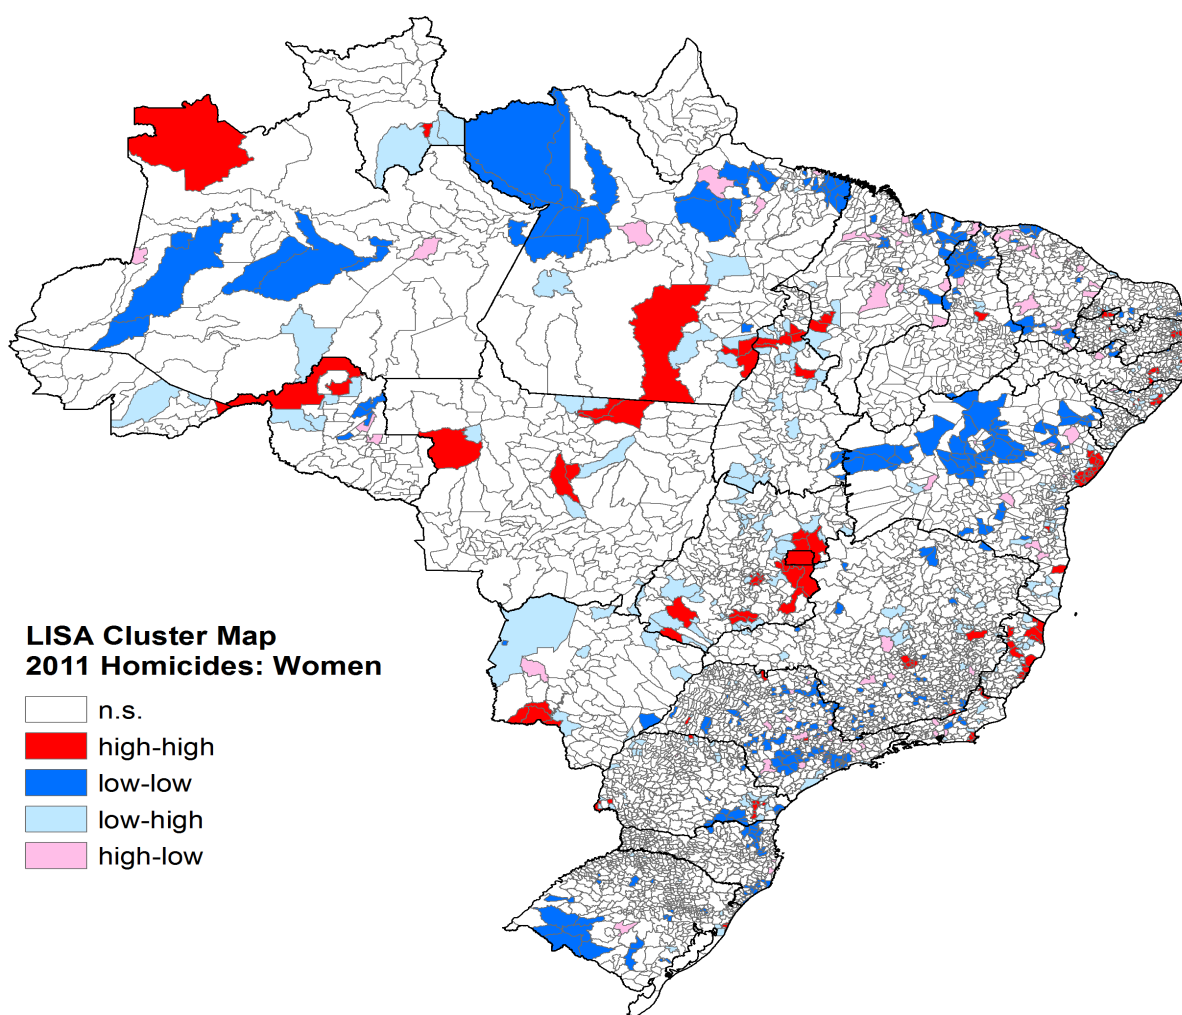 LISA Cluster Map
2011 Homicides: Women
n.s.
high-high
low-low
low-high
high-low